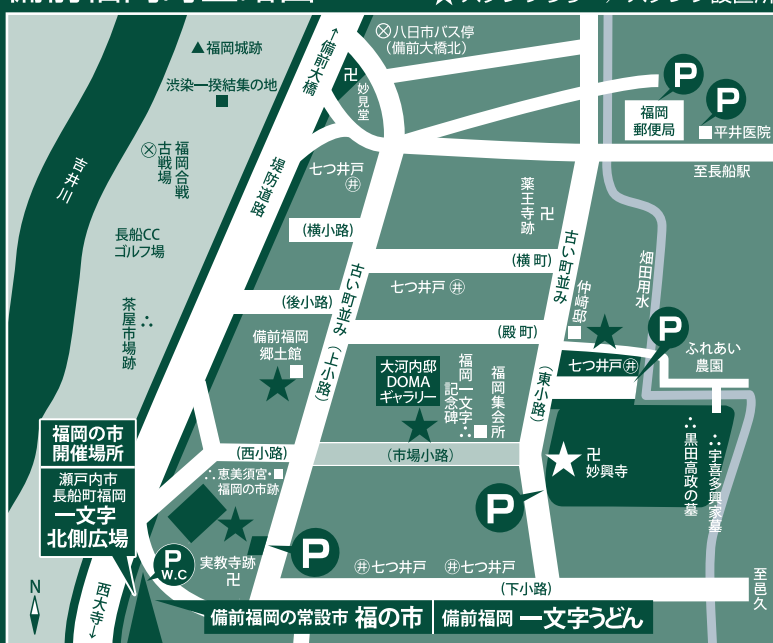 ⊗八日市バス停
(備前大橋北)
▲福岡城跡
↑備前大橋
渋染一揆結集の地
卍妙見堂
P
P
福岡
郵便局
平井医院
至長船駅
吉井川
⊗福岡合戦
古戦場
堤防道路
七つ井戸
㊌
薬王寺跡 卍
長船CC
ゴルフ場
(横小路)
古い町並み
(横 町)
古い町並み
畑田用水
七つ井戸 ㊌
仲﨑邸
(後小路)
茶屋市場跡
(殿 町)
P
備前福岡
郷土館
(上小路)
ふれあい
農園
大河内邸
DOMA
ギャラリー
福岡一文字
記念碑
福岡集会所
七つ井戸㊌
(東小路)
福岡の市
開催場所
瀬戸内市
長船町福岡
一文字
北側広場
(西小路)
(市場小路)
卍
妙興寺
黒田高政の墓
宇喜多興家墓
恵美須宮・
福岡の市跡
P
P
P
W.C
実教寺跡
卍
㊌七つ井戸
㊌七つ井戸
(下小路)
至邑久
N
西大寺→
備前福岡の常設市 福の市
備前福岡 一文字うどん